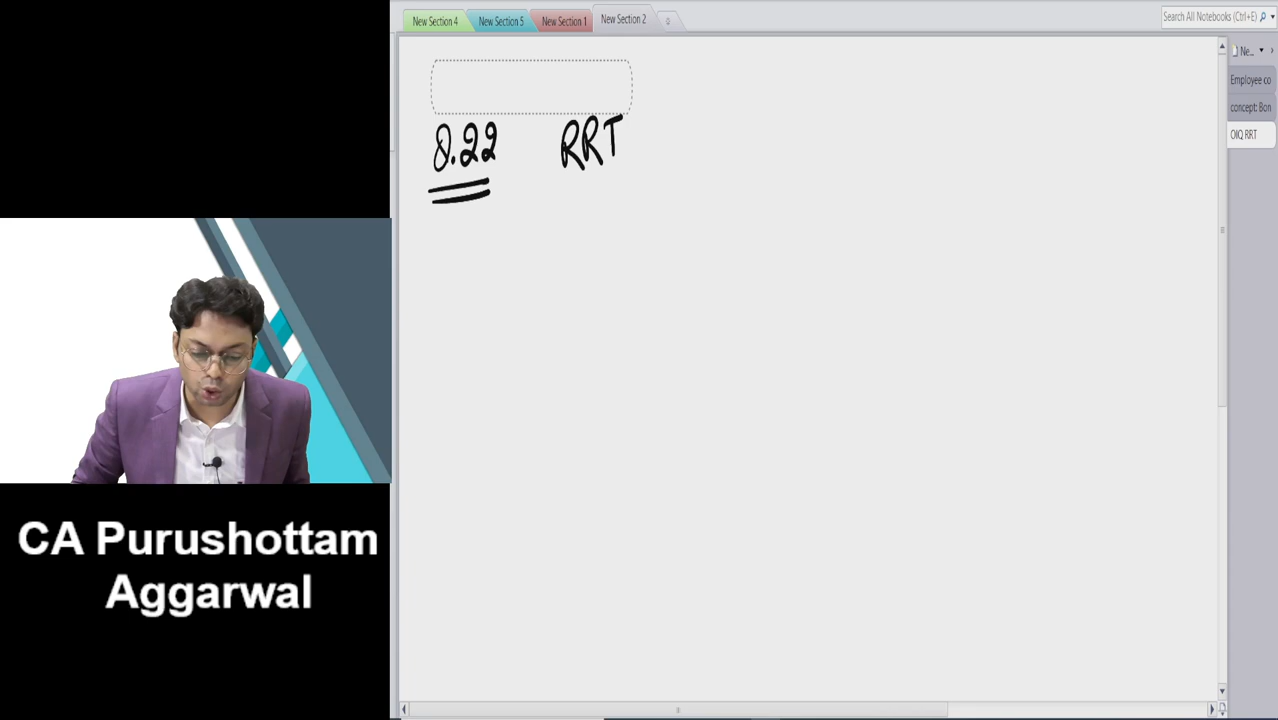 New Section 4
New Section 5
New Section 1
New Section 2
Search All Notebooks (Ctrl+E)
Ne...
Employee co
concept: Bon
OIQ RRT
Q.22 RRT
CA Purushottam
Aggarwal